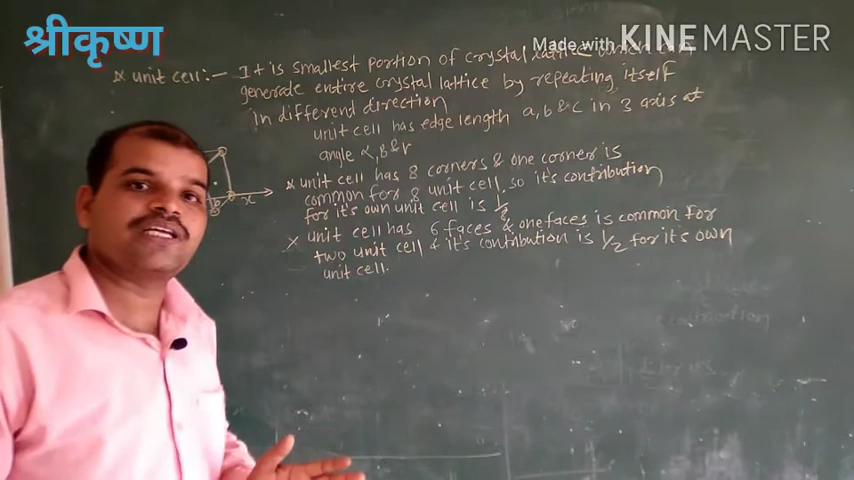 श्रीकृष्ण
Made with KINEMASTER
* unit cell:- It is smallest portion of crystal lattice which can
generate entire crystal lattice by repeating itself
in different direction
unit cell has edge length a, b & c in 3 axis at
angle α, β & γ
* unit cell has 8 corners & one corner is
common for 8 unit cell, so it's contribution
for it's own unit cell is 1/8
x
b
* unit cell has 6 faces & one faces is common for
two unit cell & it's contribution is 1/2 for it's own
unit cell.